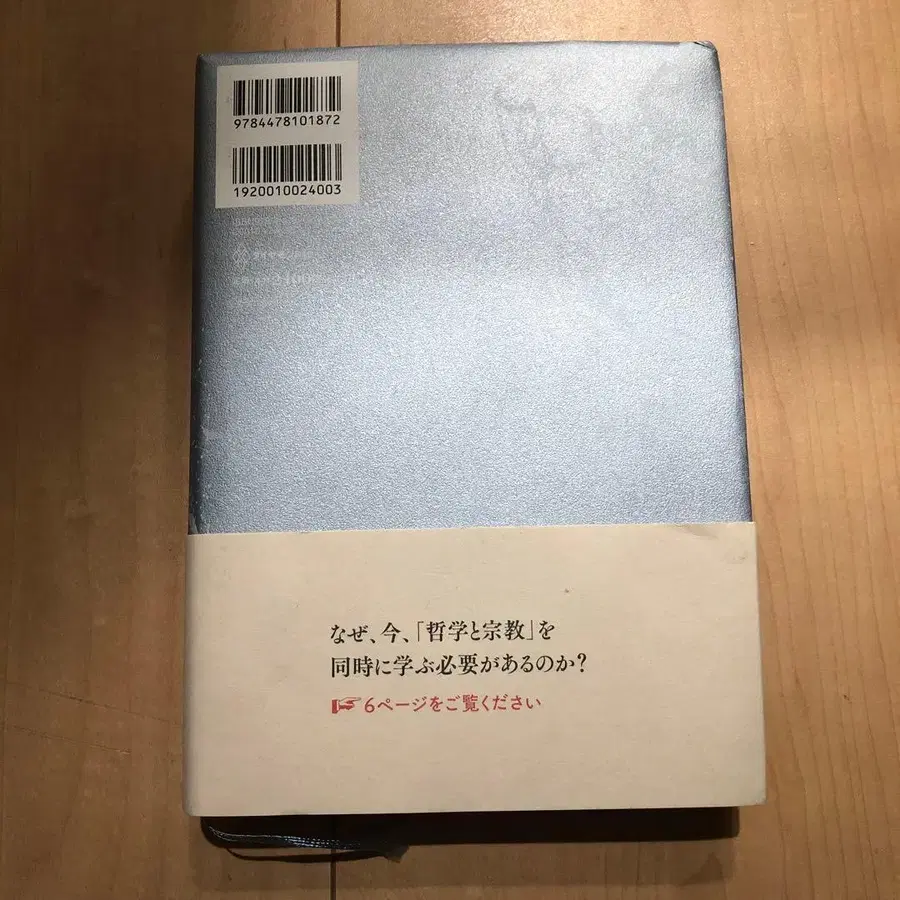 9784478101872
1920010024003
なぜ、今、「哲学と宗教」を
同時に学ぶ必要があるのか?
☞6ページをご覧ください